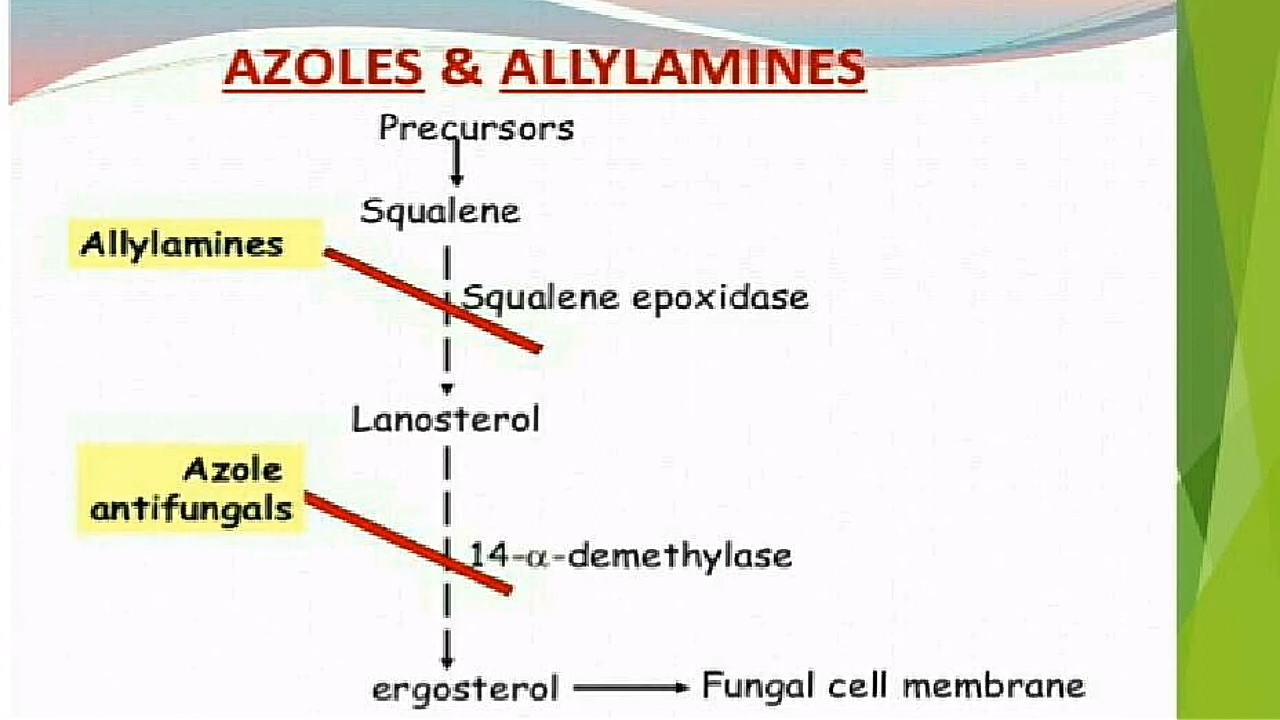 AZOLES & ALLYLAMINES
Precursors
Squalene
Allylamines
Squalene epoxidase
Lanosterol
Azole
antifungals
14-α-demethylase
ergosterol
Fungal cell membrane